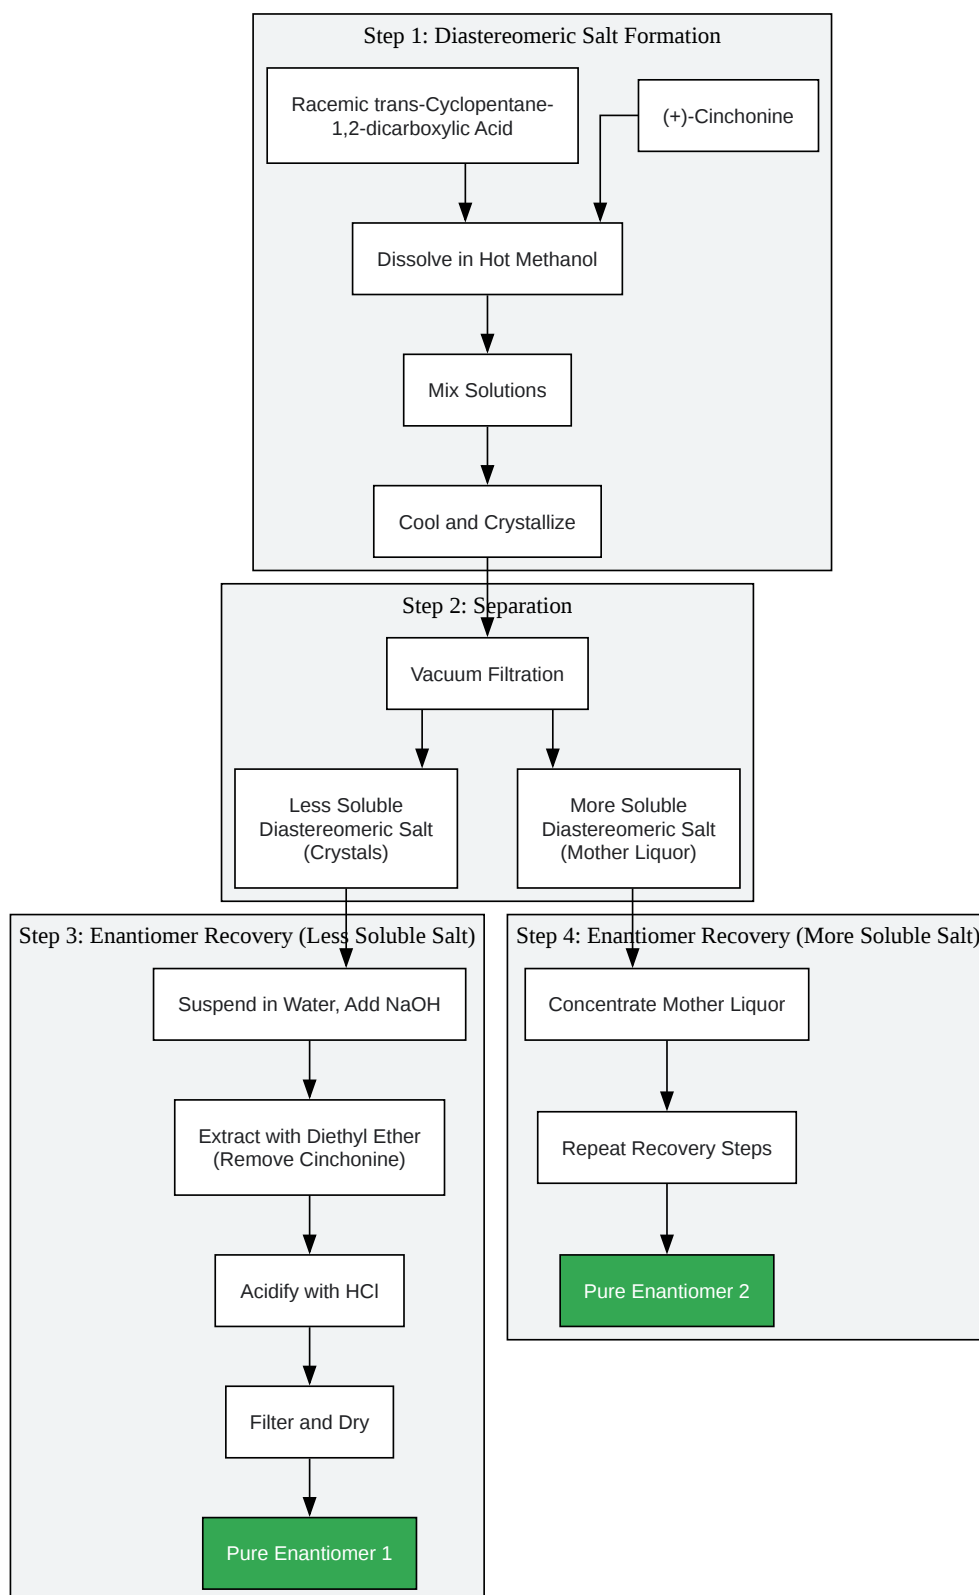 Step 1: Diastereomeric Salt Formation
Racemic trans-Cyclopentane-
1,2-dicarboxylic Acid
(+)-Cinchonine
Dissolve in Hot Methanol
Mix Solutions
Cool and Crystallize
Step 2: Separation
Vacuum Filtration
Less Soluble
Diastereomeric Salt
(Crystals)
More Soluble
Diastereomeric Salt
(Mother Liquor)
Step 3: Enantiomer Recovery (Less Soluble Salt)
Suspend in Water, Add NaOH
Extract with Diethyl Ether
(Remove Cinchonine)
Acidify with HCl
Filter and Dry
Pure Enantiomer 1
Step 4: Enantiomer Recovery (More Soluble Salt)
Concentrate Mother Liquor
Repeat Recovery Steps
Pure Enantiomer 2